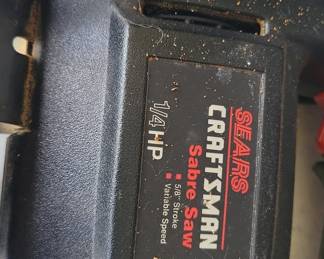 SEARS
CRAFTSMAN
Sabre Saw
▪ 5/8" Stroke
▪ Variable Speed
1/4 HP